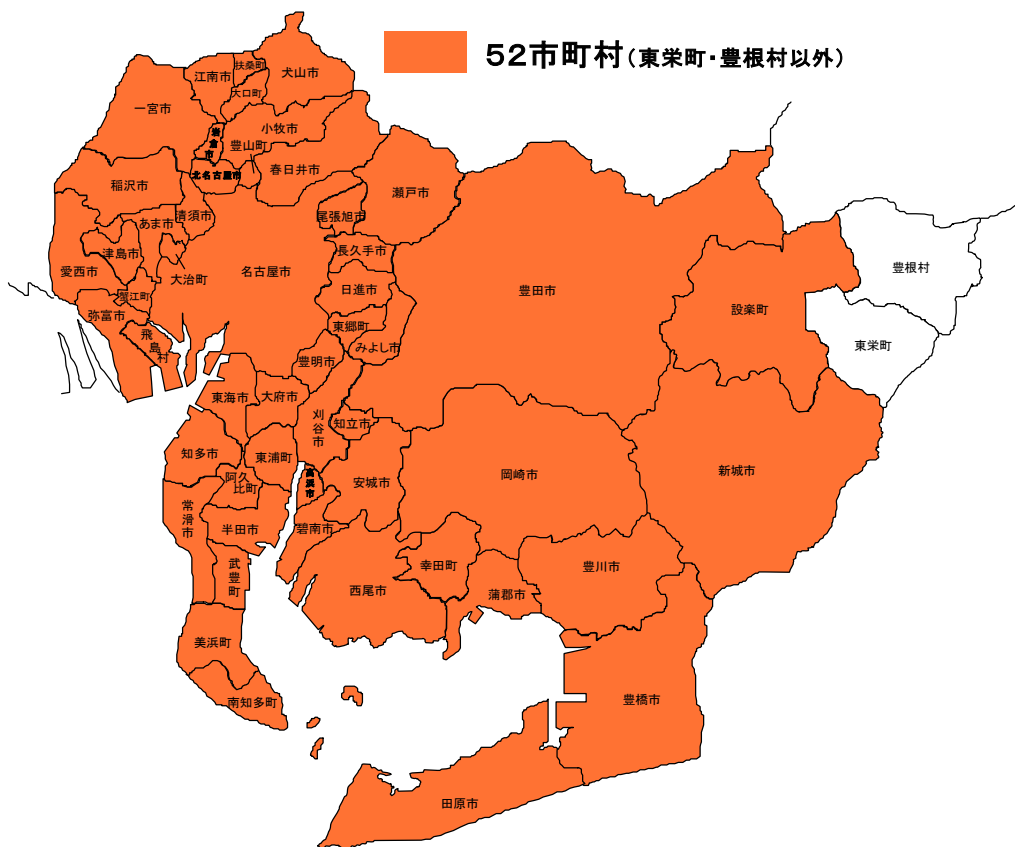 52市町村(東栄町・豊根村以外)
扶桑町
犬山市
江南市
大口町
一宮市
小牧市
岩倉市
豊山町
春日井市
北名古屋市
稲沢市
瀬戸市
清須市
尾張旭市
あま市
長久手市
津島市
愛西市
大治町
名古屋市
豊根村
日進市
豊田市
蟹江町
設楽町
弥富市
東郷町
飛島村
みよし市
東栄町
豊明市
東海市
大府市
刈谷市
知立市
知多市
東浦町
阿久比町
高浜市
安城市
岡崎市
新城市
常滑市
半田市
碧南市
武豊町
幸田町
豊川市
西尾市
蒲郡市
美浜町
南知多町
豊橋市
田原市